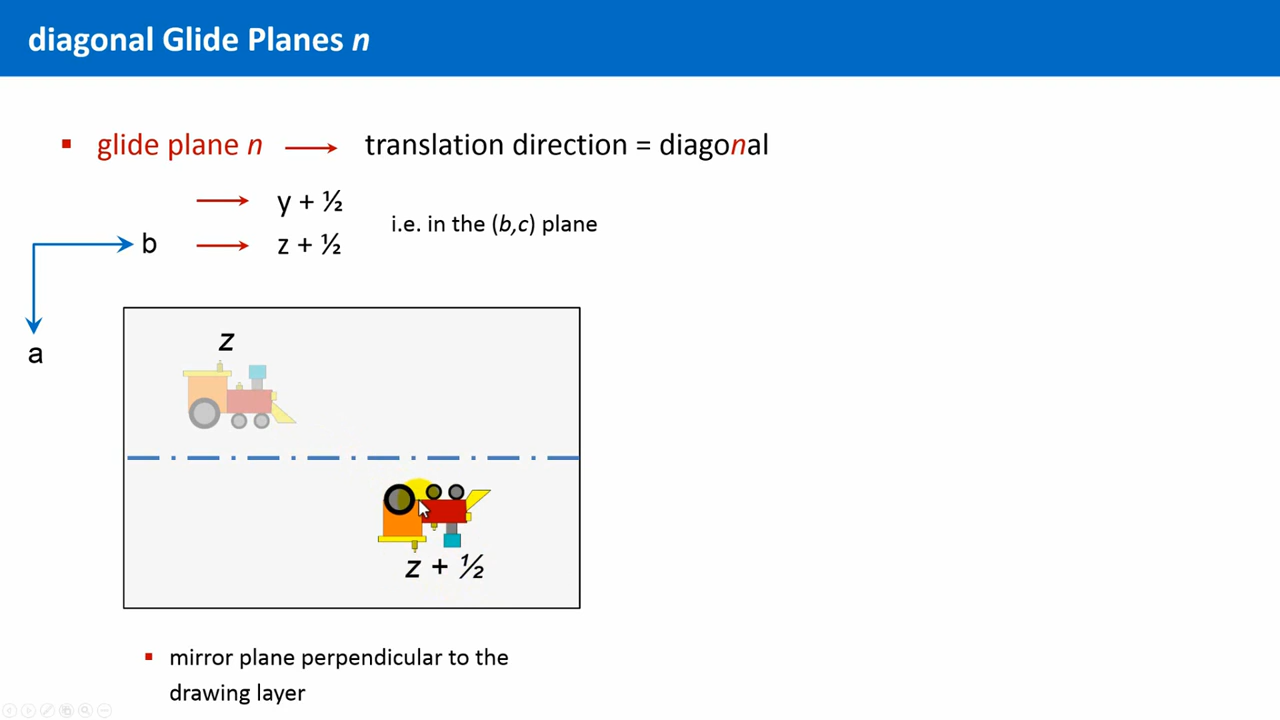 diagonal Glide Planes n
▪ glide plane n → translation direction = diagonal
→ y + ½
i.e. in the (b,c) plane
b → z + ½
a
z
z + ½
▪ mirror plane perpendicular to the
drawing layer